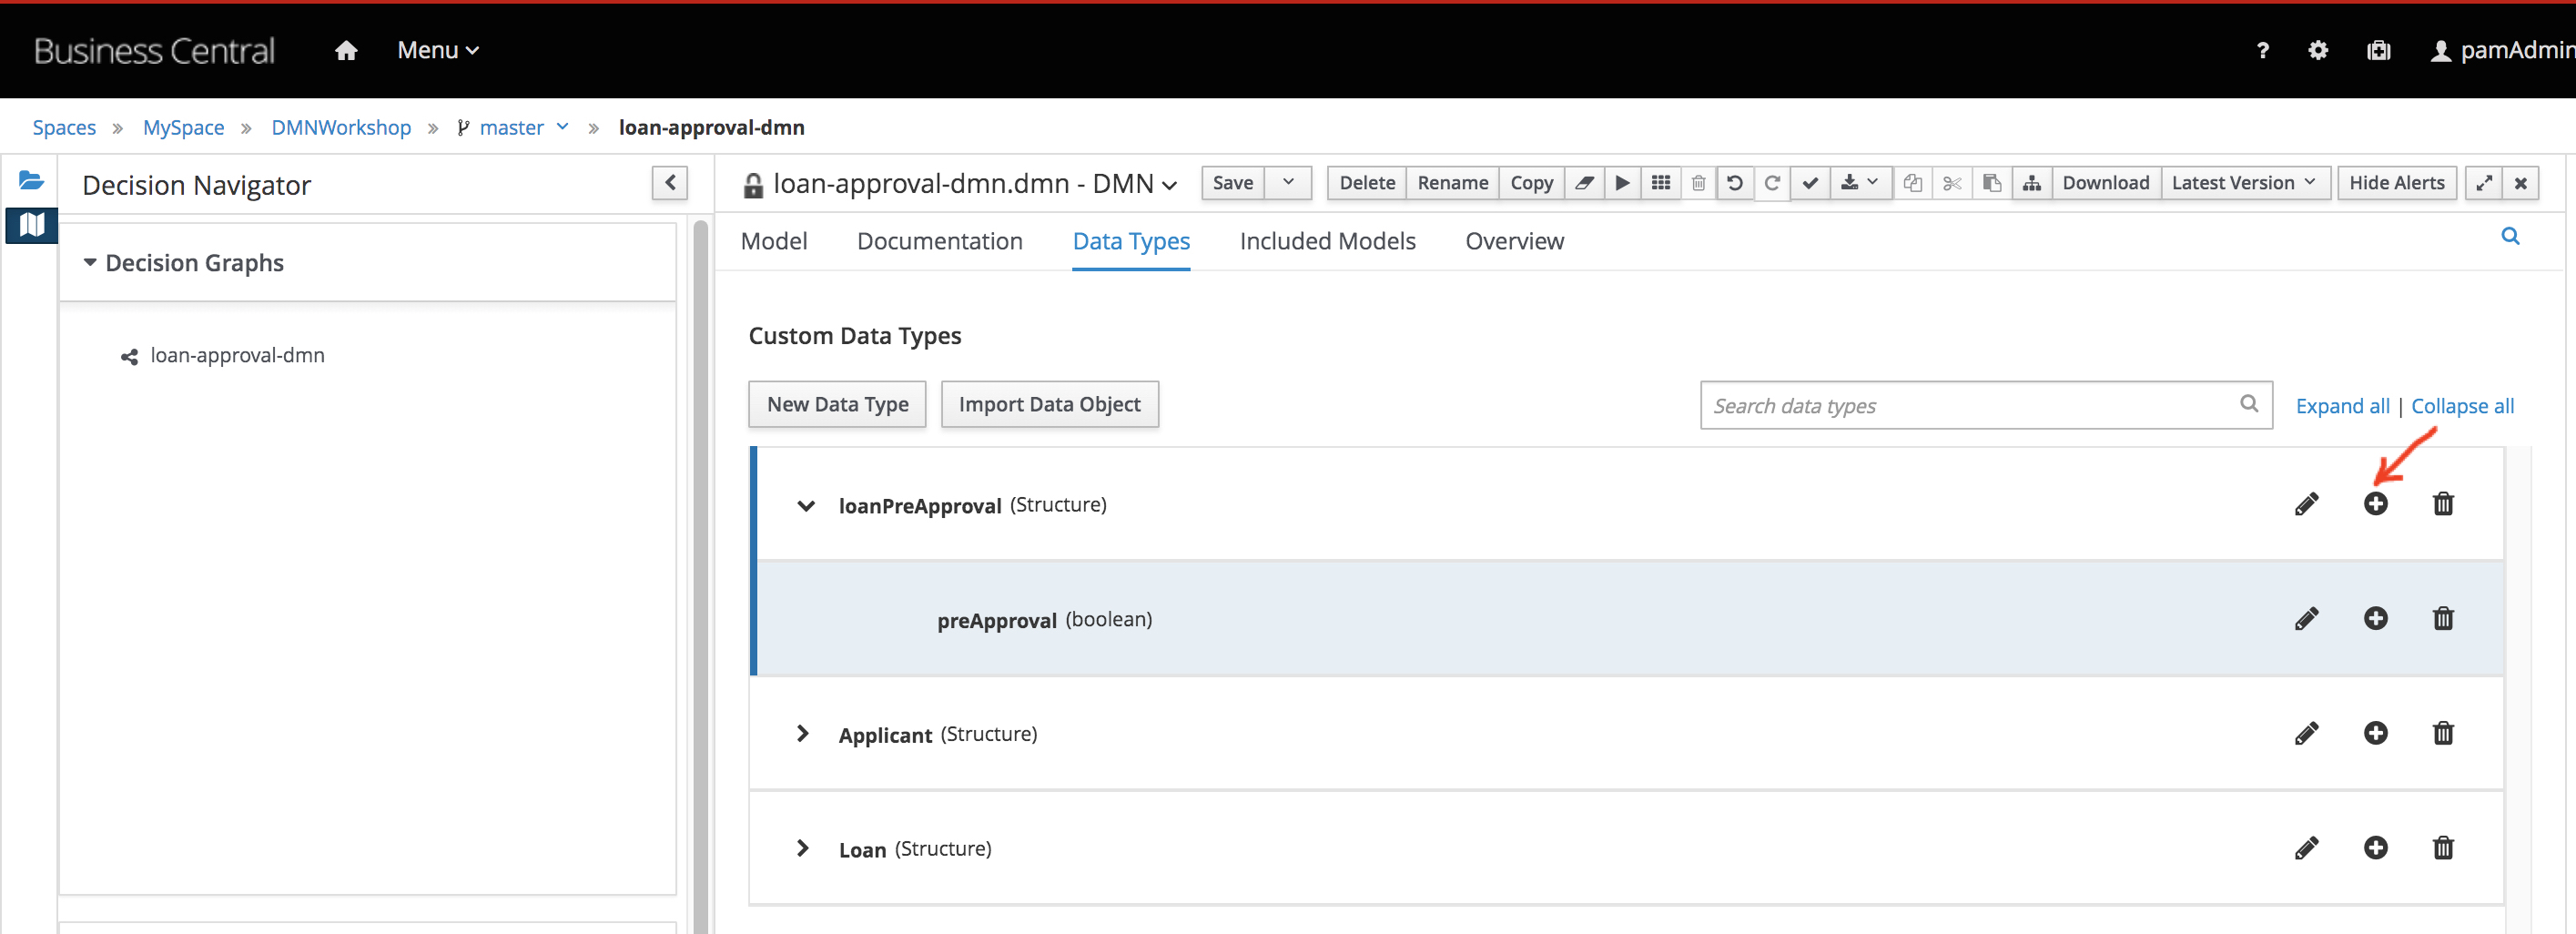 Business Central Menu ? pamAdmin
Spaces » MySpace » DMNWorkshop » master » loan-approval-dmn
Decision Navigator
loan-approval-dmn.dmn - DMN Save Delete Rename Copy Download Latest Version Hide Alerts
Decision Graphs
loan-approval-dmn
Model Documentation Data Types Included Models Overview
Custom Data Types
New Data Type Import Data Object Search data types Expand all | Collapse all
loanPreApproval (Structure)
preApproval (boolean)
Applicant (Structure)
Loan (Structure)